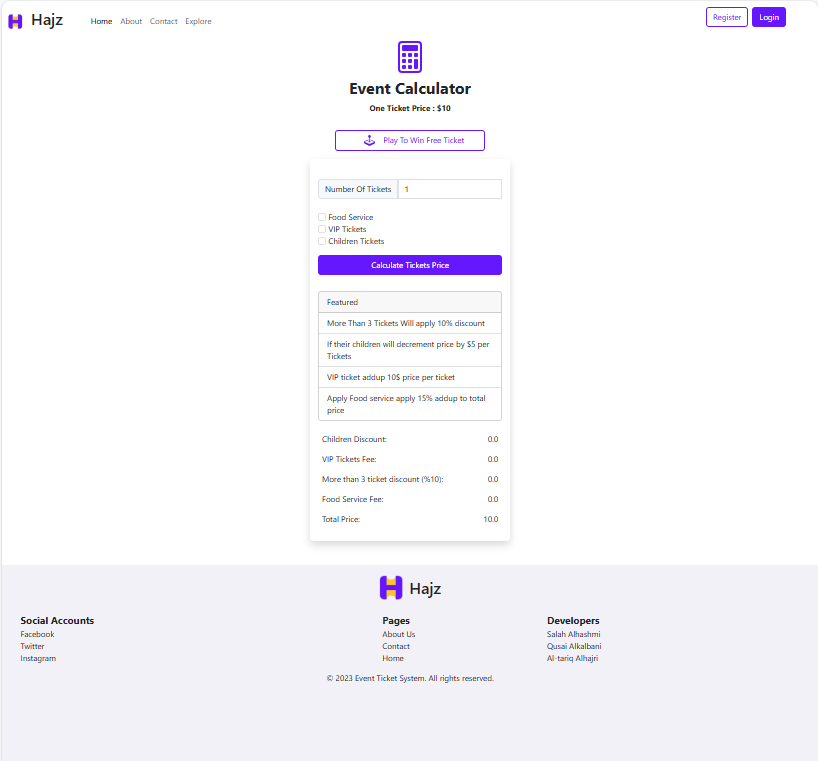 Hajz
Home About Contact Explore
Register Login
Event Calculator
One Ticket Price : $10
Play To Win Free Ticket
Number Of Tickets 1
Food Service
VIP Tickets
Children Tickets
Calculate Tickets Price
Featured
More Than 3 Tickets Will apply 10% discount
If their children will decrement price by $5 per
Tickets
VIP ticket addup 10$ price per ticket
Apply Food service apply 15% addup to total
price
Children Discount: 0.0
VIP Tickets Fee: 0.0
More than 3 ticket discount (%10): 0.0
Food Service Fee: 0.0
Total Price: 10.0
Hajz
Social Accounts
Facebook
Twitter
Instagram
Pages
About Us
Contact
Home
Developers
Salah Alhashmi
Qusai Alkalbani
Al-tariq Alhajri
© 2023 Event Ticket System. All rights reserved.